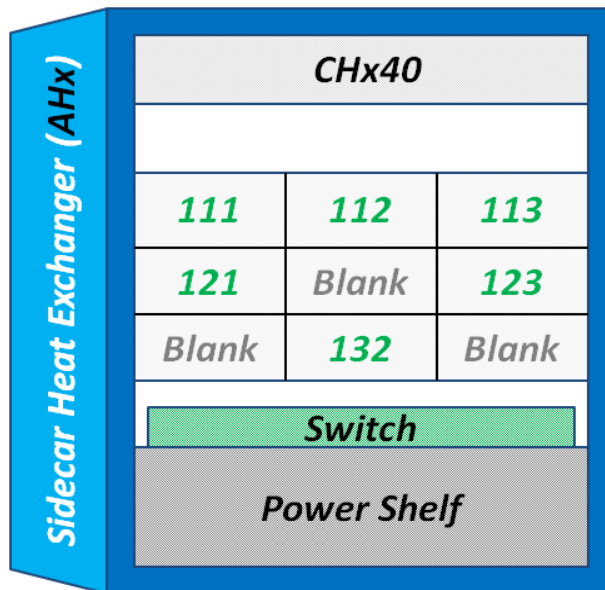 Sidecar Heat Exchanger (AHx)
CHx40
111 112 113
121 Blank 123
Blank 132 Blank
Switch
Power Shelf